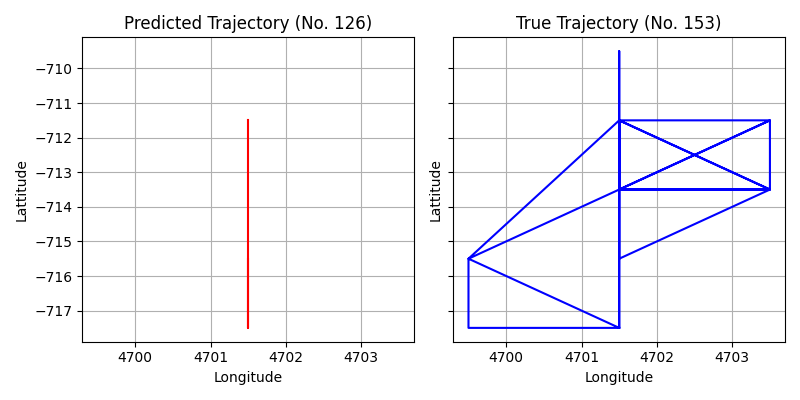 Predicted Trajectory (No. 126)
Lattitude
−710
−711
−712
−713
−714
−715
−716
−717
4700 4701 4702 4703
Longitude
True Trajectory (No. 153)
Lattitude
4700 4701 4702 4703
Longitude